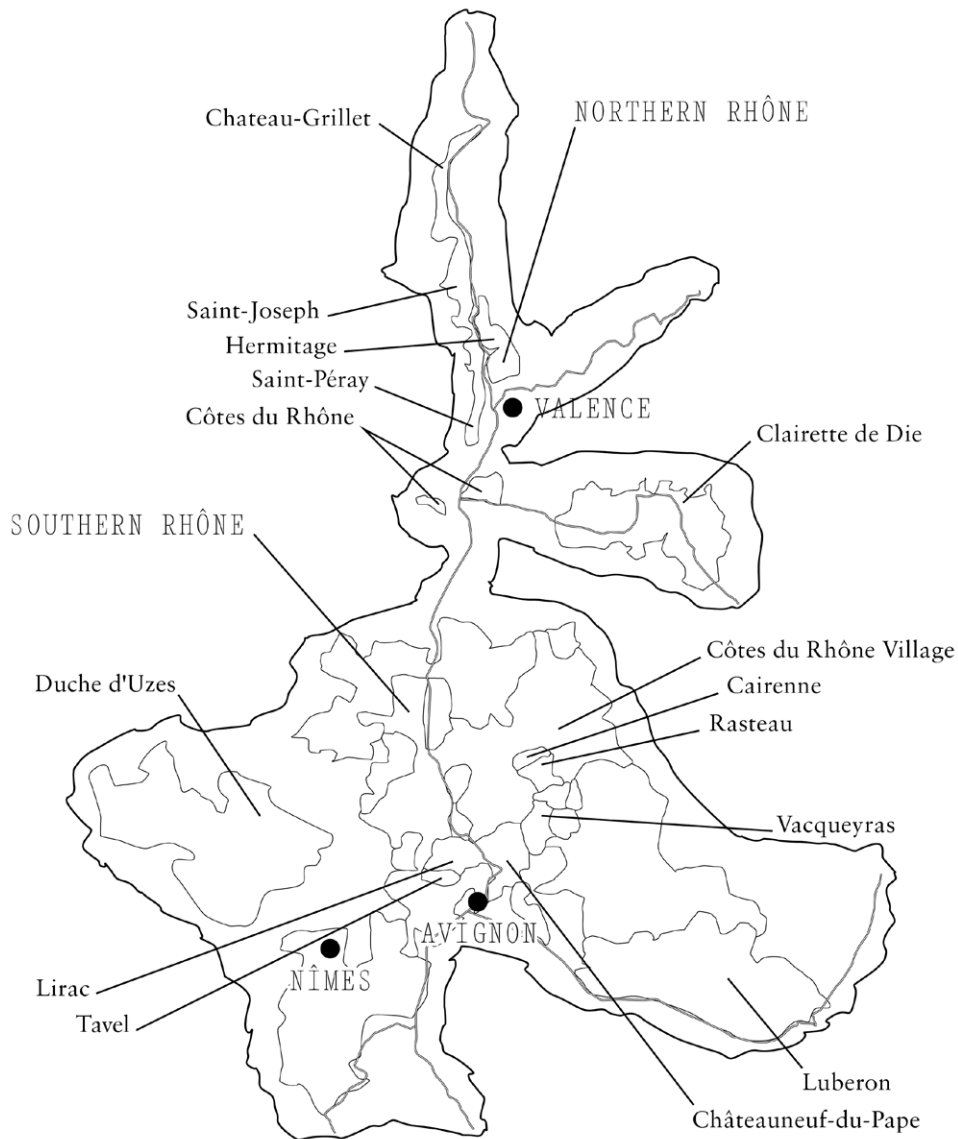 Chateau-Grillet
NORTHERN RHÔNE
Saint-Joseph
Hermitage
Saint-Péray
Côtes du Rhône
VALENCE
Clairette de Die
SOUTHERN RHÔNE
Côtes du Rhône Village
Duche d'Uzes
Cairenne
Rasteau
Vacqueyras
AVIGNON
NÎMES
Lirac
Tavel
Luberon
Châteauneuf-du-Pape